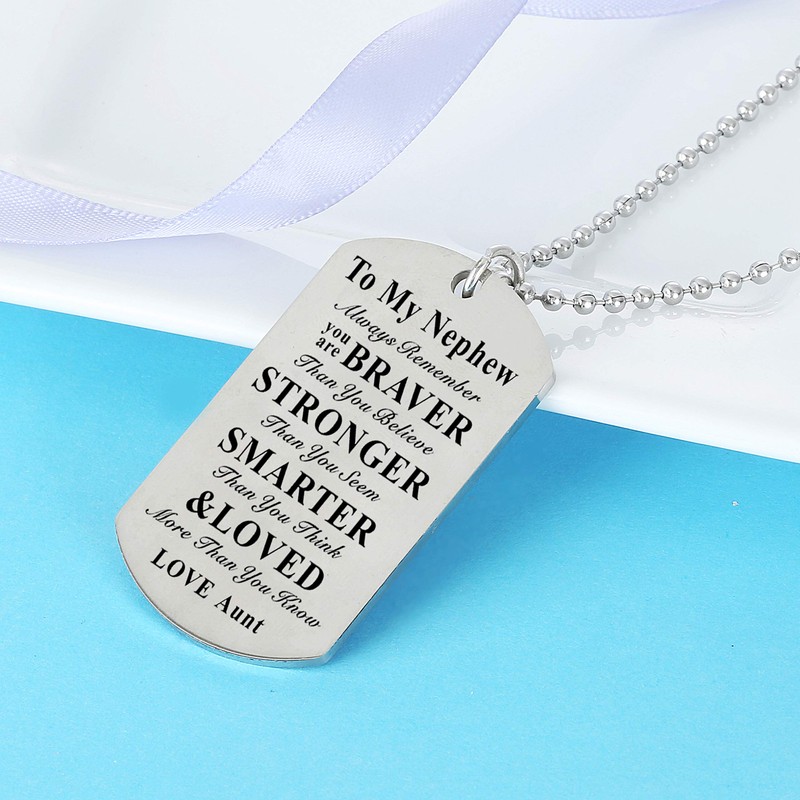 To My Nephew
Always Remember
you are BRAVER
Than You Believe
STRONGER
Than You Seem
SMARTER
Than You Think
&LOVED
More Than You Know
LOVE Aunt